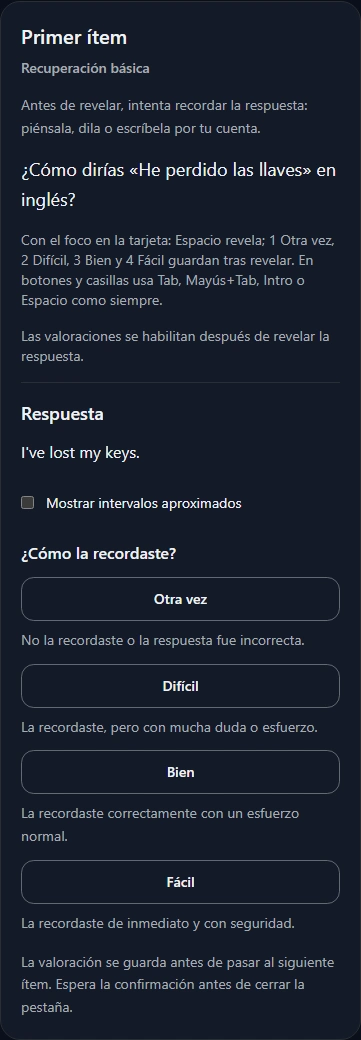 Primer ítem
Recuperación básica
Antes de revelar, intenta recordar la respuesta:
piénsala, dila o escríbela por tu cuenta.
¿Cómo dirías «He perdido las llaves» en
inglés?
Con el foco en la tarjeta: Espacio revela; 1 Otra vez,
2 Difícil, 3 Bien y 4 Fácil guardan tras revelar. En
botones y casillas usa Tab, Mayús+Tab, Intro o
Espacio como siempre.
Las valoraciones se habilitan después de revelar la
respuesta.
Respuesta
I've lost my keys.
Mostrar intervalos aproximados
¿Cómo la recordaste?
Otra vez
No la recordaste o la respuesta fue incorrecta.
Difícil
La recordaste, pero con mucha duda o esfuerzo.
Bien
La recordaste correctamente con un esfuerzo
normal.
Fácil
La recordaste de inmediato y con seguridad.
La valoración se guarda antes de pasar al siguiente
ítem. Espera la confirmación antes de cerrar la
pestaña.